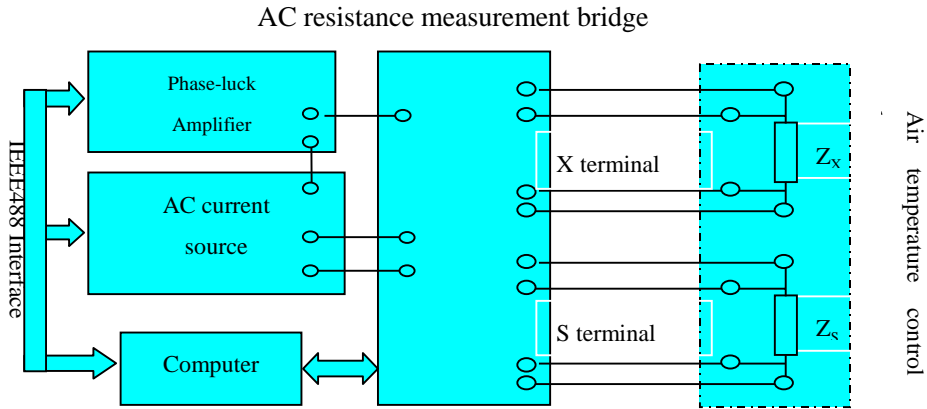 AC resistance measurement bridge
Phase-luck
Amplifier
AC current
source
Computer
IEEE488 Interface
X terminal
S terminal
Zx
Zs
Air temperature control